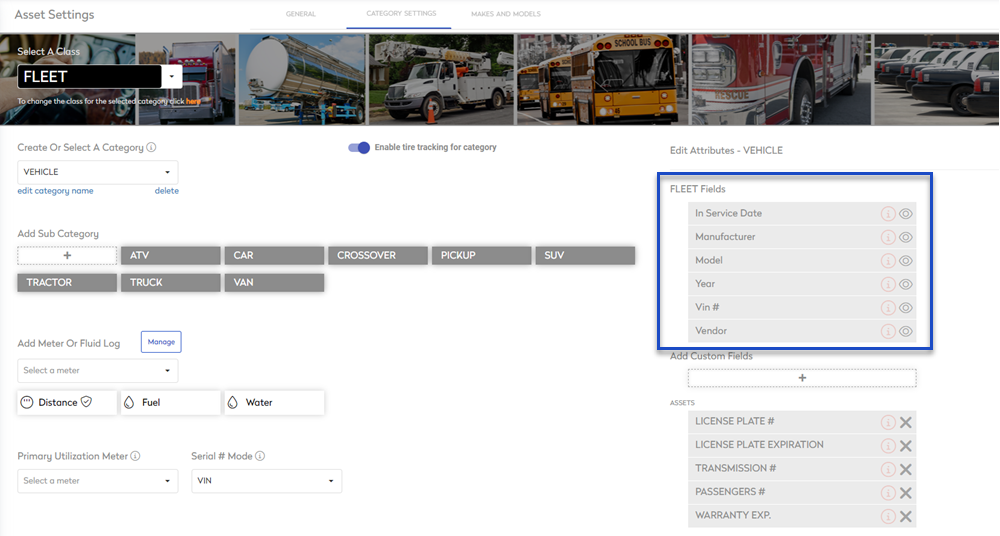 Asset Settings
GENERAL
CATEGORY SETTINGS
MAKES AND MODELS
Select A Class
FLEET
To change the class for the selected category click here
SCHOOL BUS
RESCUE
Create Or Select A Category
VEHICLE
edit category name
delete
Enable tire tracking for category
Add Sub Category
+
ATV
CAR
CROSSOVER
PICKUP
SUV
TRACTOR
TRUCK
VAN
Add Meter Or Fluid Log
Manage
Select a meter
Distance
Fuel
Water
Primary Utilization Meter
Select a meter
Serial # Mode
VIN
Edit Attributes - VEHICLE
FLEET Fields
In Service Date
Manufacturer
Model
Year
Vin #
Vendor
Add Custom Fields
+
ASSETS
LICENSE PLATE #
LICENSE PLATE EXPIRATION
TRANSMISSION #
PASSENGERS #
WARRANTY EXP.